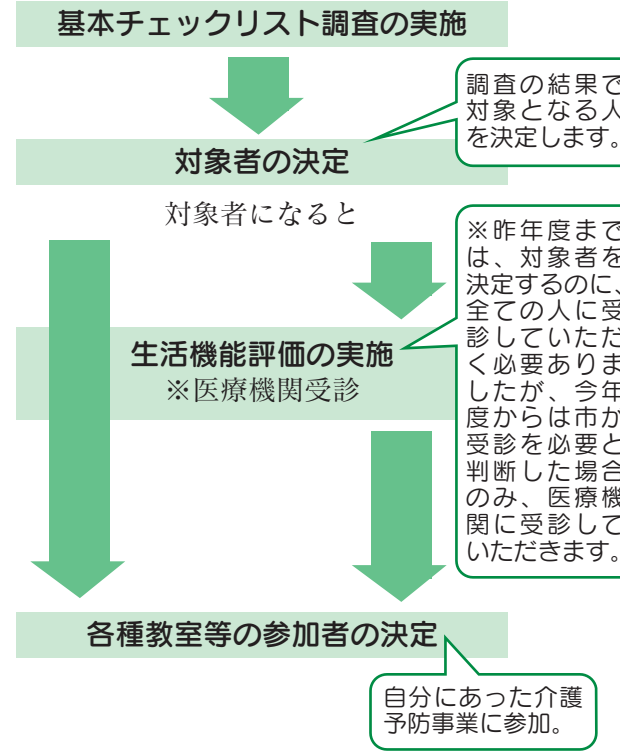 基本チェックリスト調査の実施
調査の結果で
対象となる人
を決定します。
対象者の決定
対象者になると
※昨年度まで
は、対象者を
決定するのに、
全ての人に受
診していただ
く必要ありま
したが、今年
度からは市が
受診を必要と
判断した場合
のみ、医療機
関に受診して
いただきます。
生活機能評価の実施
※医療機関受診
各種教室等の参加者の決定
自分にあった介護
予防事業に参加。